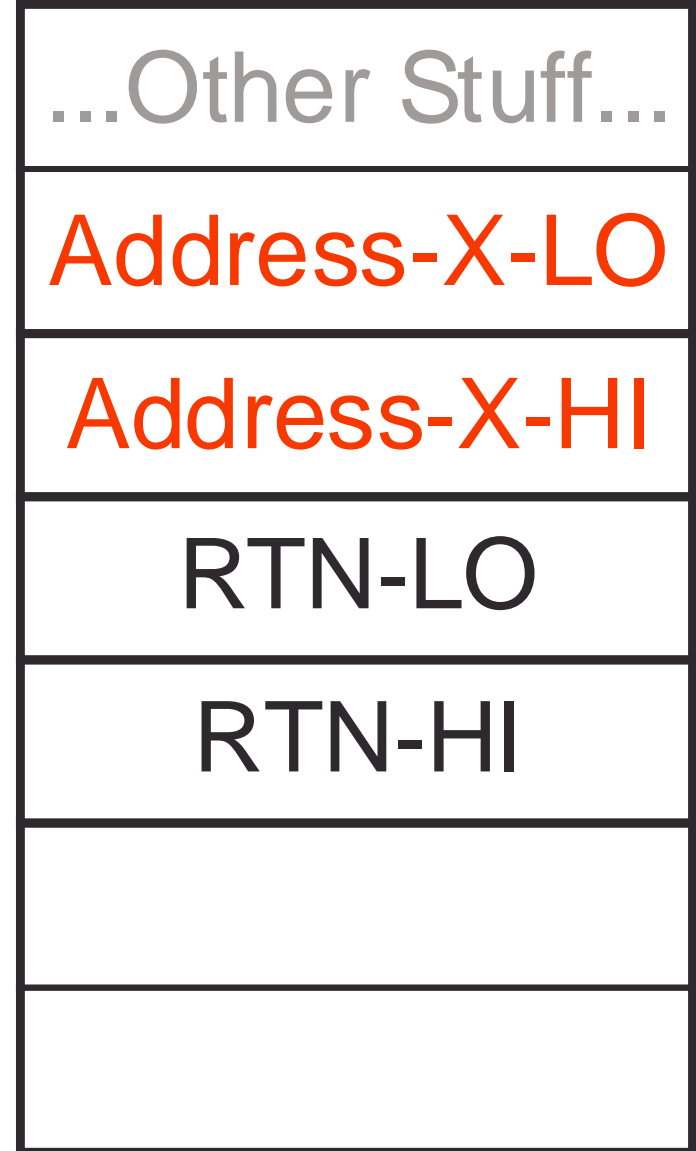 ...Other Stuff...
Address-X-LO
Address-X-HI
RTN-LO
RTN-HI